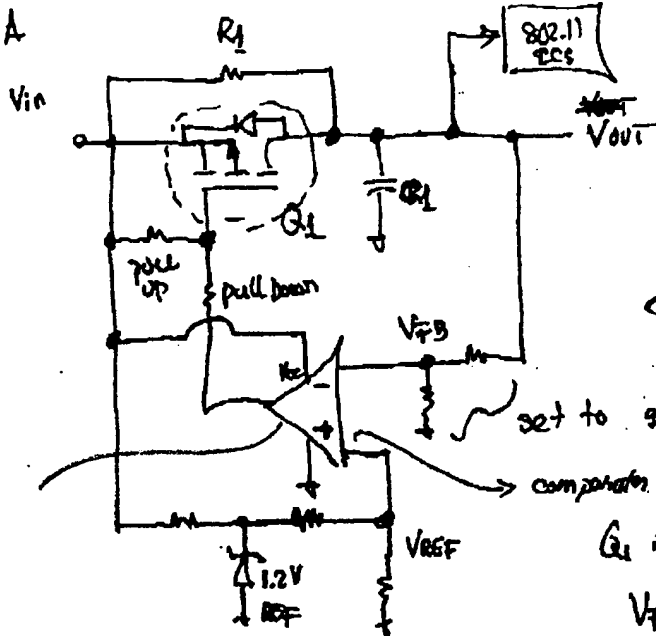 A
R1
802.11
ICS
Vin
VOUT
Q1
pull
up
pull Down
VFB
Vcc
-
+
set to
comparator
VREF
1.2V
REF
Q1